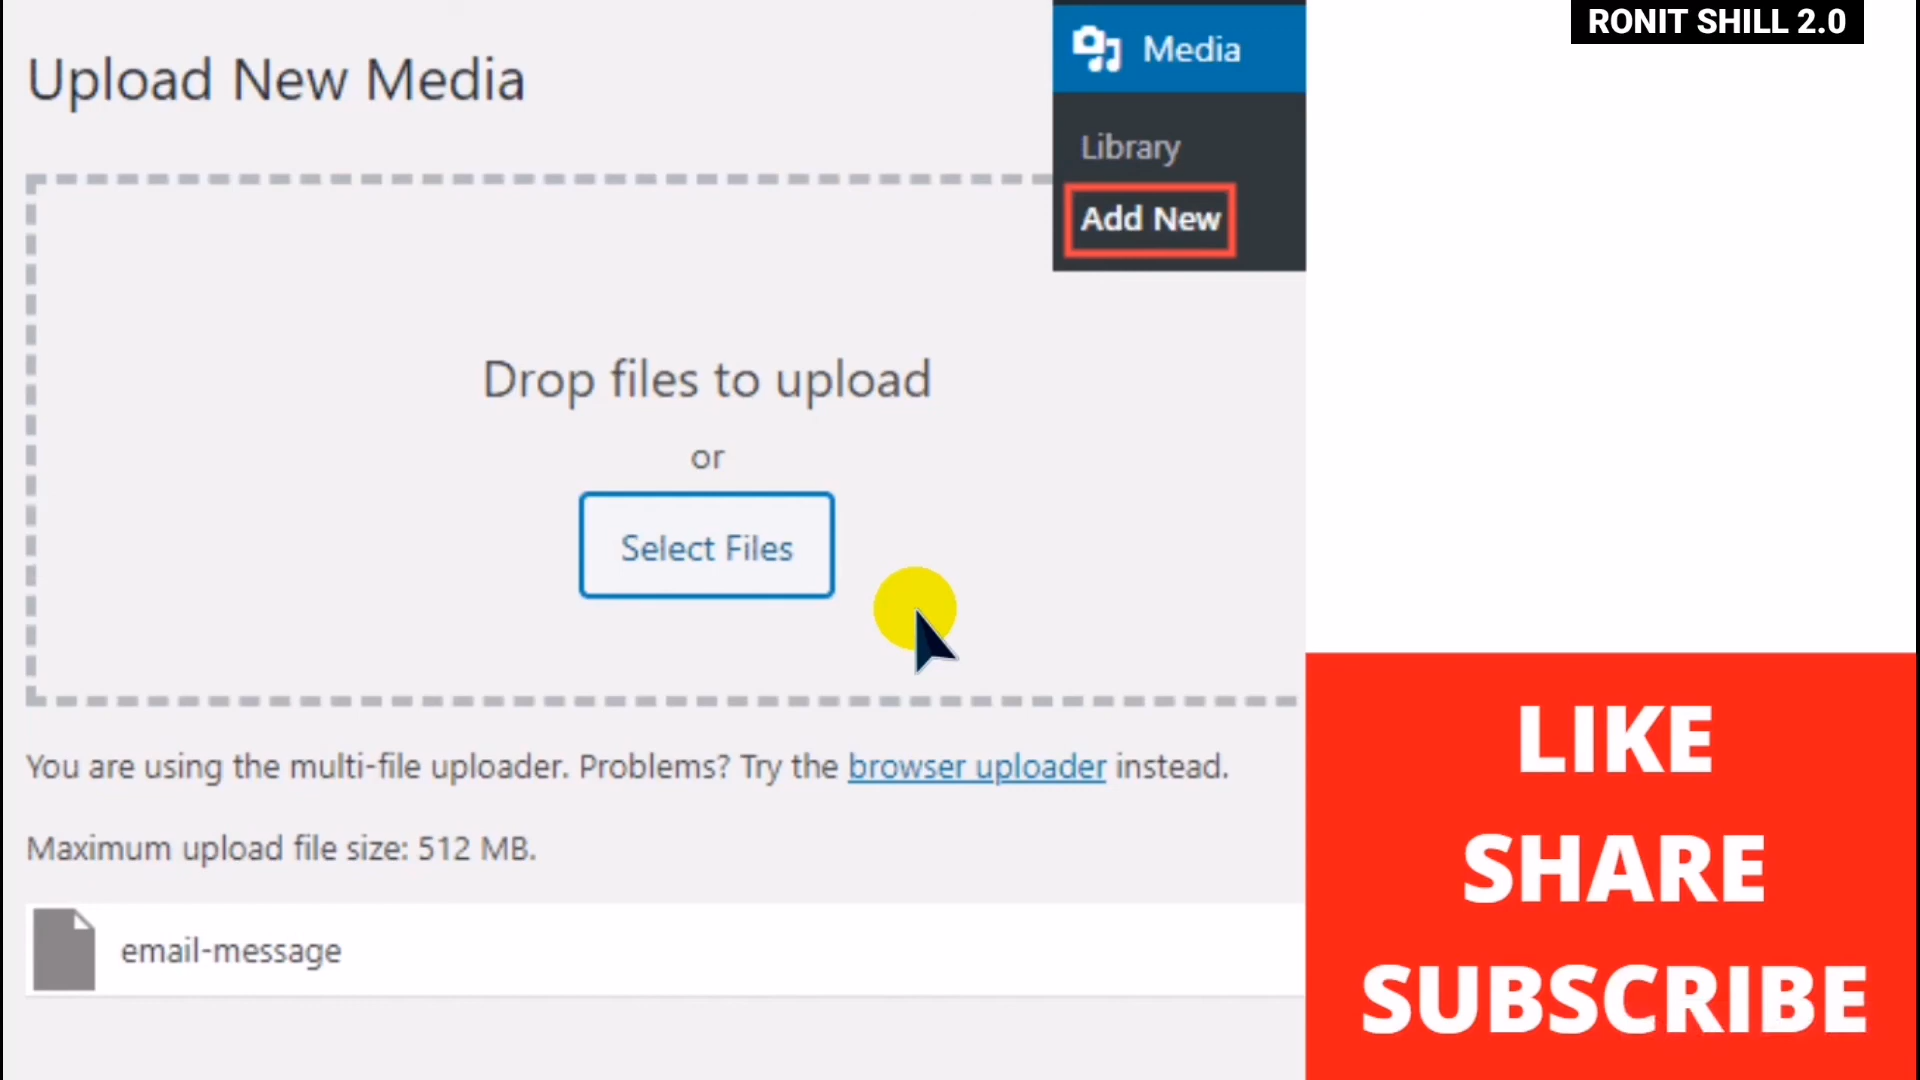 RONIT SHILL 2.0
Upload New Media
Media
Library
Add New
Drop files to upload
or
Select Files
You are using the multi-file uploader. Problems? Try the browser uploader instead.
Maximum upload file size: 512 MB.
email-message
LIKE
SHARE
SUBSCRIBE